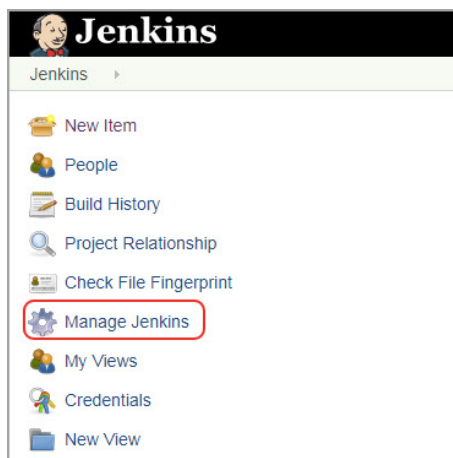 Jenkins
Jenkins
New Item
People
Build History
Project Relationship
Check File Fingerprint
Manage Jenkins
My Views
Credentials
New View